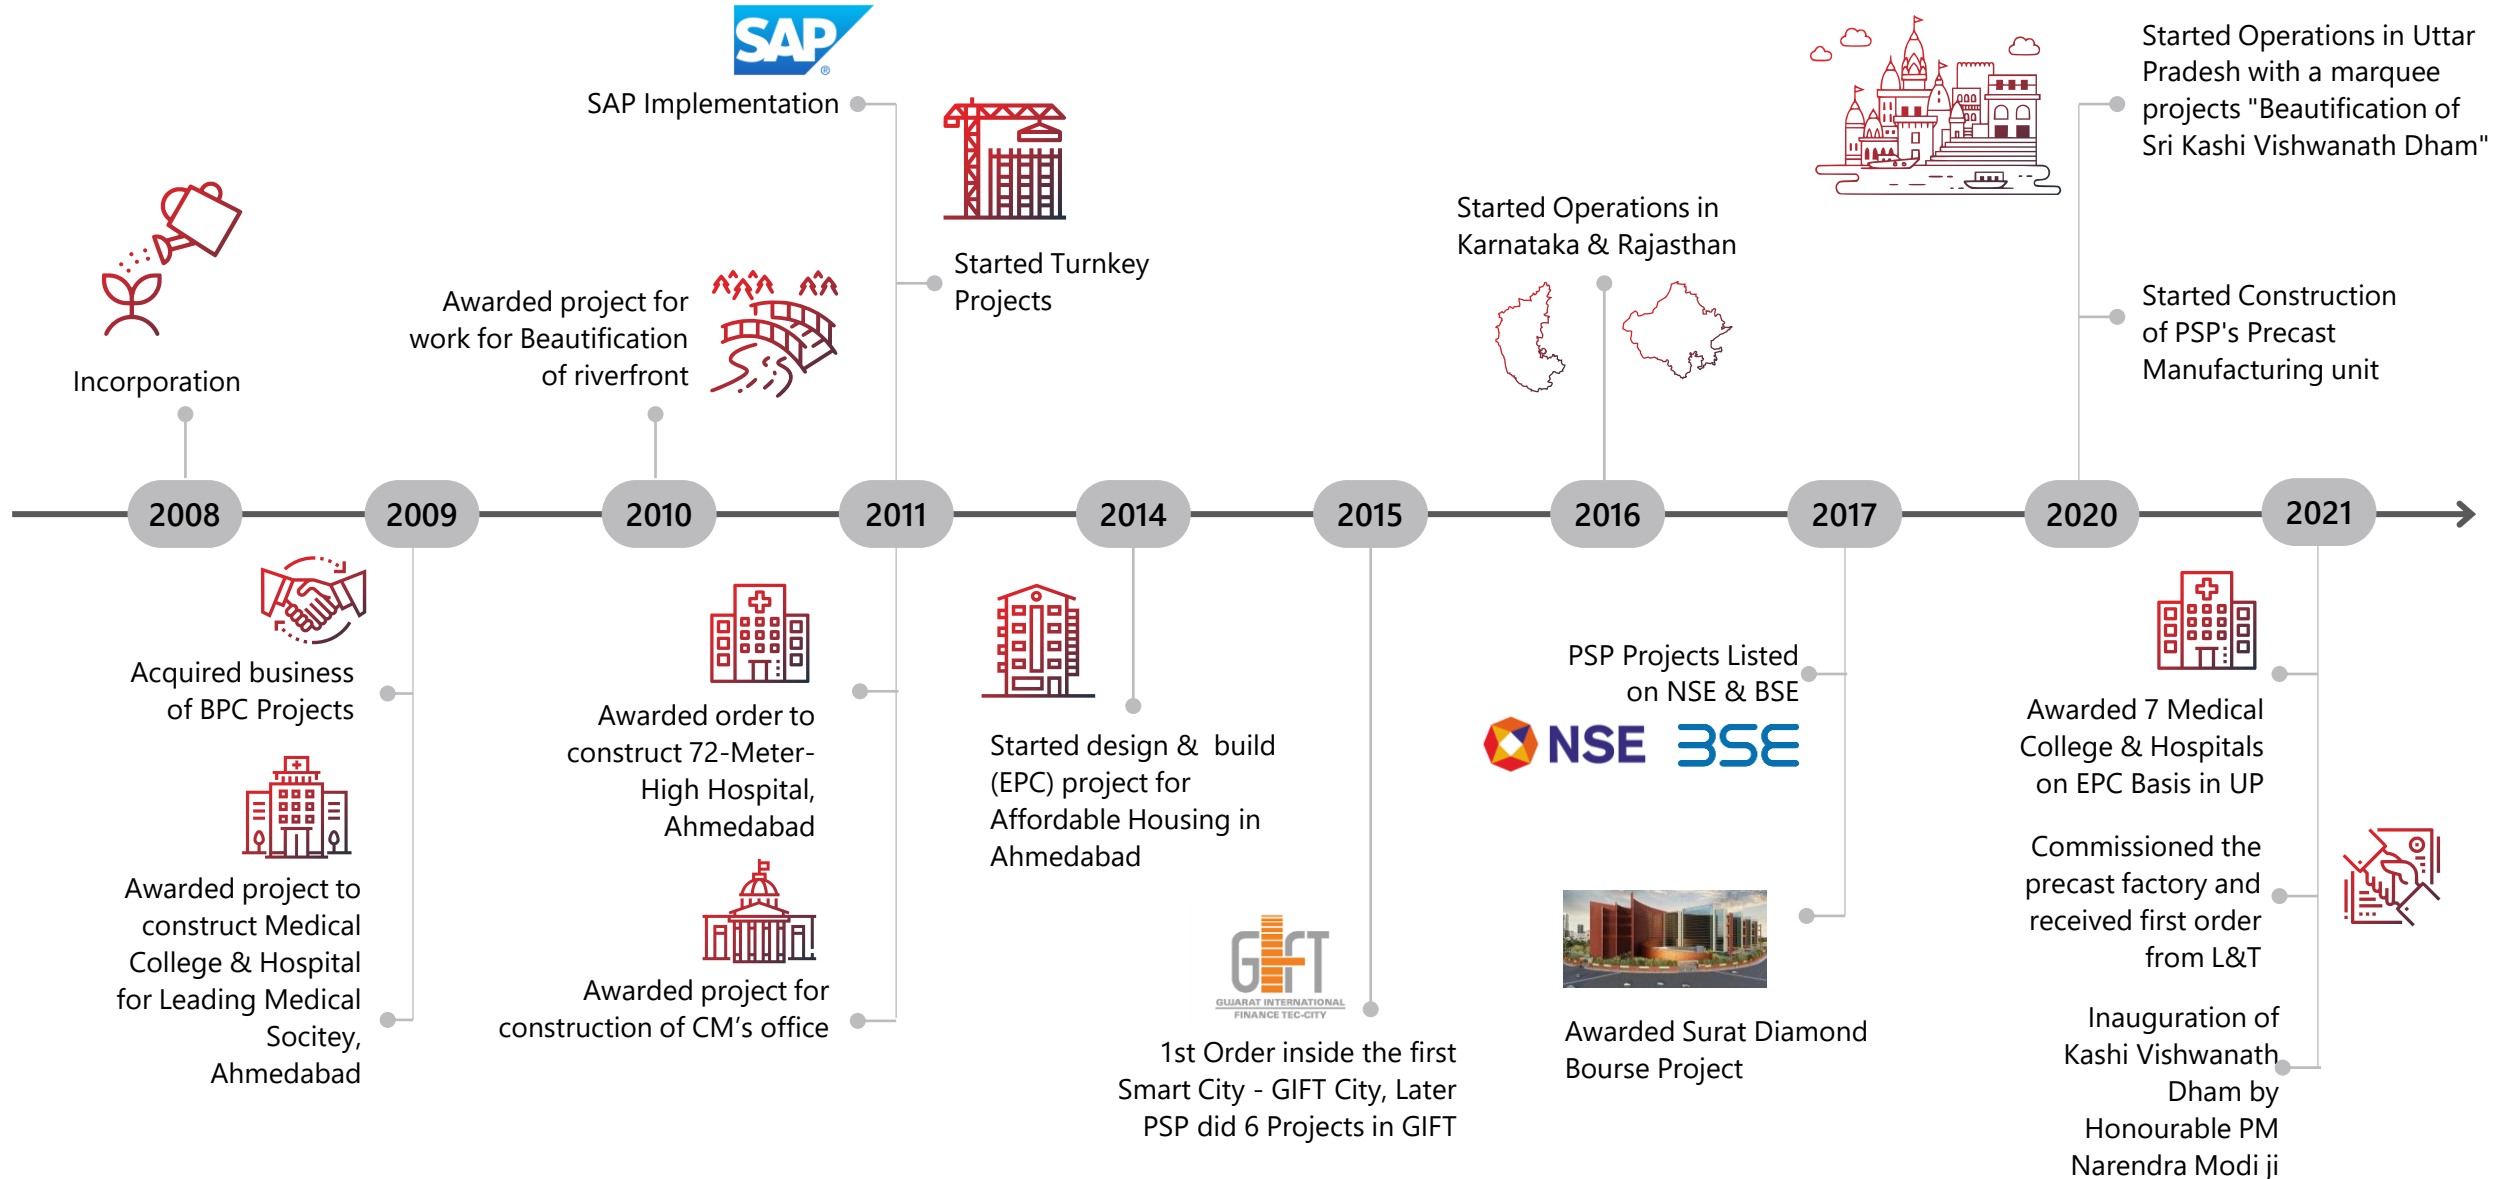 SAP
®
SAP Implementation
Started Turnkey
Projects
Started Operations in Uttar
Pradesh with a marquee
projects "Beautification of
Sri Kashi Vishwanath Dham"
Started Operations in
Karnataka & Rajasthan
Awarded project for
work for Beautification
of riverfront
Started Construction
of PSP's Precast
Manufacturing unit
Incorporation
2008
2009
2010
2011
2014
2015
2016
2017
2020
2021
Acquired business
of BPC Projects
Awarded project to
construct Medical
College & Hospital
for Leading Medical
Socitey,
Ahmedabad
Awarded order to
construct 72-Meter-
High Hospital,
Ahmedabad
Awarded project for
construction of CM’s office
Started design &  build
(EPC) project for
Affordable Housing in
Ahmedabad
GIFT
GUJARAT INTERNATIONAL
FINANCE TEC-CITY
1st Order inside the first
Smart City - GIFT City, Later
PSP did 6 Projects in GIFT
PSP Projects Listed
on NSE & BSE
NSE
BSE
Awarded Surat Diamond
Bourse Project
Awarded 7 Medical
College & Hospitals
on EPC Basis in UP
Commissioned the
precast factory and
received first order
from L&T
Inauguration of
Kashi Vishwanath
Dham by
Honourable PM
Narendra Modi ji